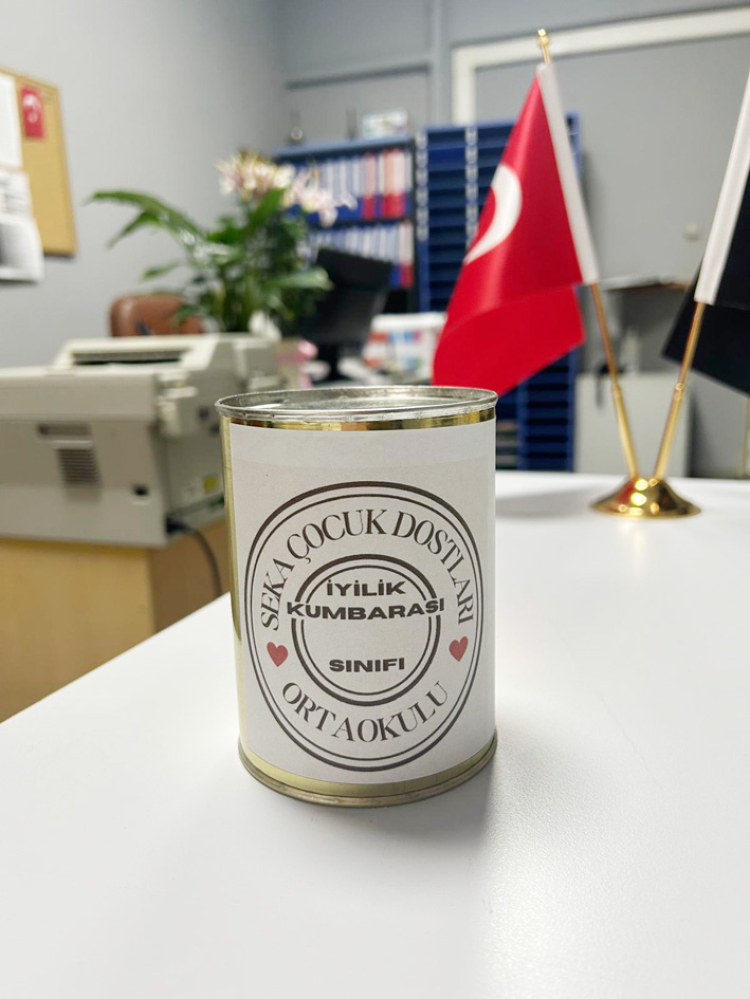 SEKA ÇOCUK DOSTLARI
İYİLİK
KUMBARASI
SINIFI
ORTAOKULU